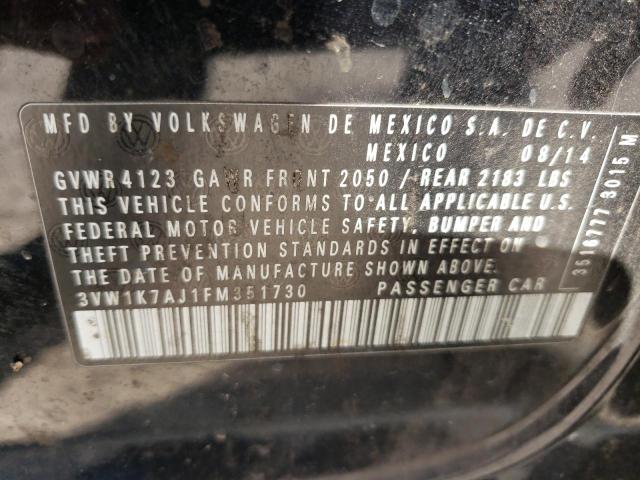 MFD BY VOLKSWAGEN DE MEXICO S.A. DE C.V.
MEXICO 08/14
GVWR 4123 GAWR FRONT 2050 / REAR 2183 LBS
THIS VEHICLE CONFORMS TO ALL APPLICABLE U.S.
FEDERAL MOTOR VEHICLE SAFETY, BUMPER AND
THEFT PREVENTION STANDARDS IN EFFECT ON
THE DATE OF MANUFACTURE SHOWN ABOVE.
3VW1K7AJ1FM351730 PASSENGER CAR
3516777 3015 M